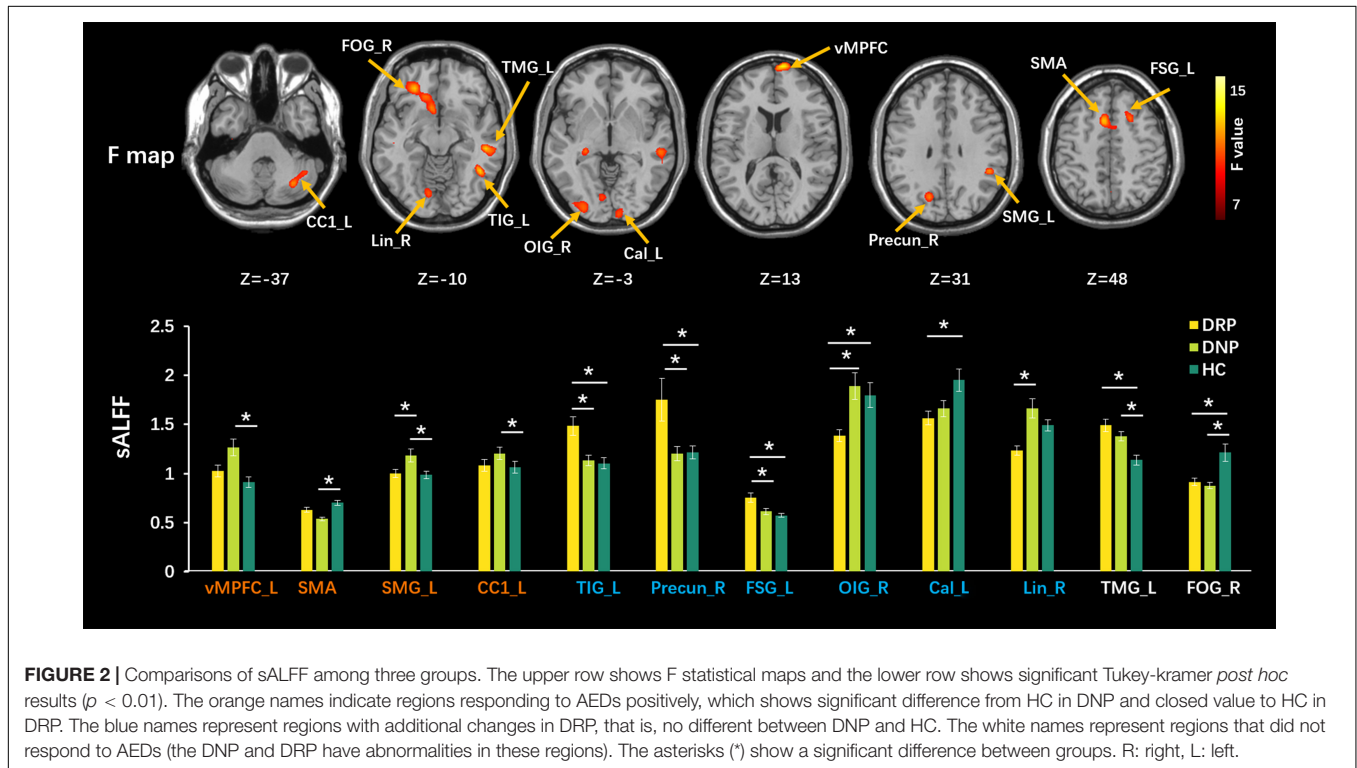 FOG_R
TMG_L
vMPFC
SMA
FSG_L
15
F value
7
F map
CC1_L
Lin_R
TIG_L
OIG_R
Cal_L
Precun_R
SMG_L
Z=-37 Z=-10 Z=-3 Z=13 Z=31 Z=48
sALFF
2.5
2
1.5
1
0.5
0
DRP
DNP
HC
* * * * * * * * * * * * * * * * * * *
vMPFC_L SMA SMG_L CC1_L TIG_L Precun_R FSG_L OIG_R Cal_L Lin_R TMG_L FOG_R
FIGURE 2 | Comparisons of sALFF among three groups. The upper row shows F statistical maps and the lower row shows significant Tukey-kramer post hoc
results (p < 0.01). The orange names indicate regions responding to AEDs positively, which shows significant difference from HC in DNP and closed value to HC in
DRP. The blue names represent regions with additional changes in DRP, that is, no different between DNP and HC. The white names represent regions that did not
respond to AEDs (the DNP and DRP have abnormalities in these regions). The asterisks (*) show a significant difference between groups. R: right, L: left.